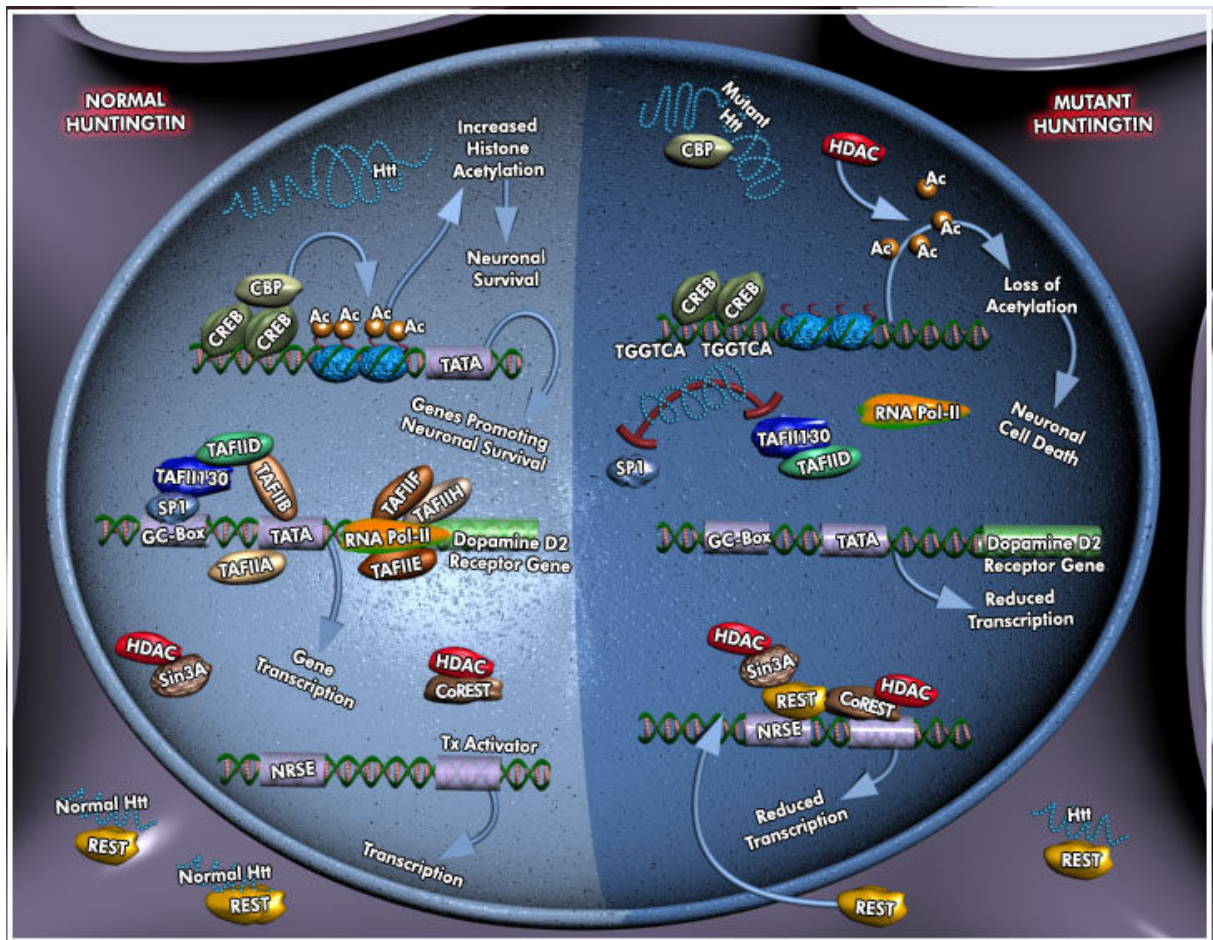 NORMAL
HUNTINGTIN
Htt
Increased
Histone
Acetylation
Neuronal
Survival
CBP
CREB
CREB
Ac
Ac
Ac
Ac
TATA
Genes Promoting
Neuronal Survival
TAFIID
TAFII130
TAFIIB
SP1
GC-Box
TATA
TAFIIA
TAFIIF
TAFIIH
RNA Pol-II
TAFIIE
Dopamine D2
Receptor Gene
Gene
Transcription
HDAC
Sin3A
HDAC
CoREST
NRSE
Tx Activator
Transcription
Normal Htt
REST
Normal Htt
REST
MUTANT
HUNTINGTIN
Mutant
Htt
CBP
HDAC
Ac
Ac
Ac
Ac
Loss of
Acetylation
CREB
CREB
TGGTCA
TGGTCA
Neuronal
Cell Death
RNA Pol-II
TAFII130
TAFIID
SP1
GC-Box
TATA
Dopamine D2
Receptor Gene
Reduced
Transcription
HDAC
Sin3A
REST
CoREST
HDAC
NRSE
Reduced
Transcription
Htt
REST
REST